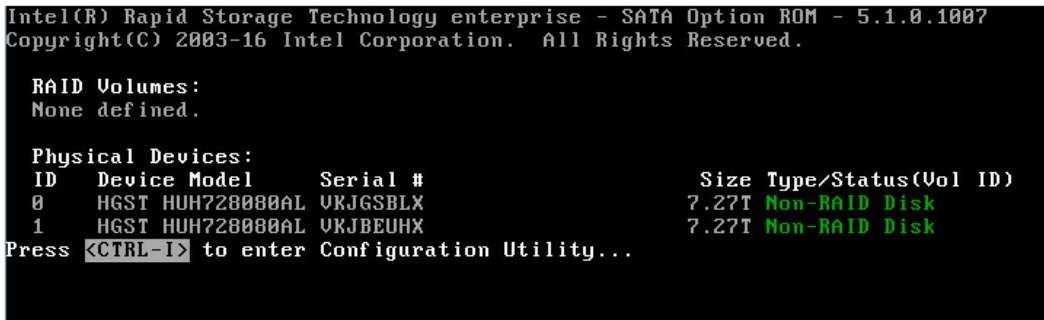 Intel(R) Rapid Storage Technology enterprise - SATA Option ROM - 5.1.0.1007
Copyright(C) 2003-16 Intel Corporation.  All Rights Reserved.
RAID Volumes:
None defined.
Physical Devices:
ID Device Model Serial # Size Type/Status(Vol ID)
0 HGST HUH728080AL VKJGSBLX 7.27T Non-RAID Disk
1 HGST HUH728080AL VKJBEUHX 7.27T Non-RAID Disk
Press <CTRL-I> to enter Configuration Utility...